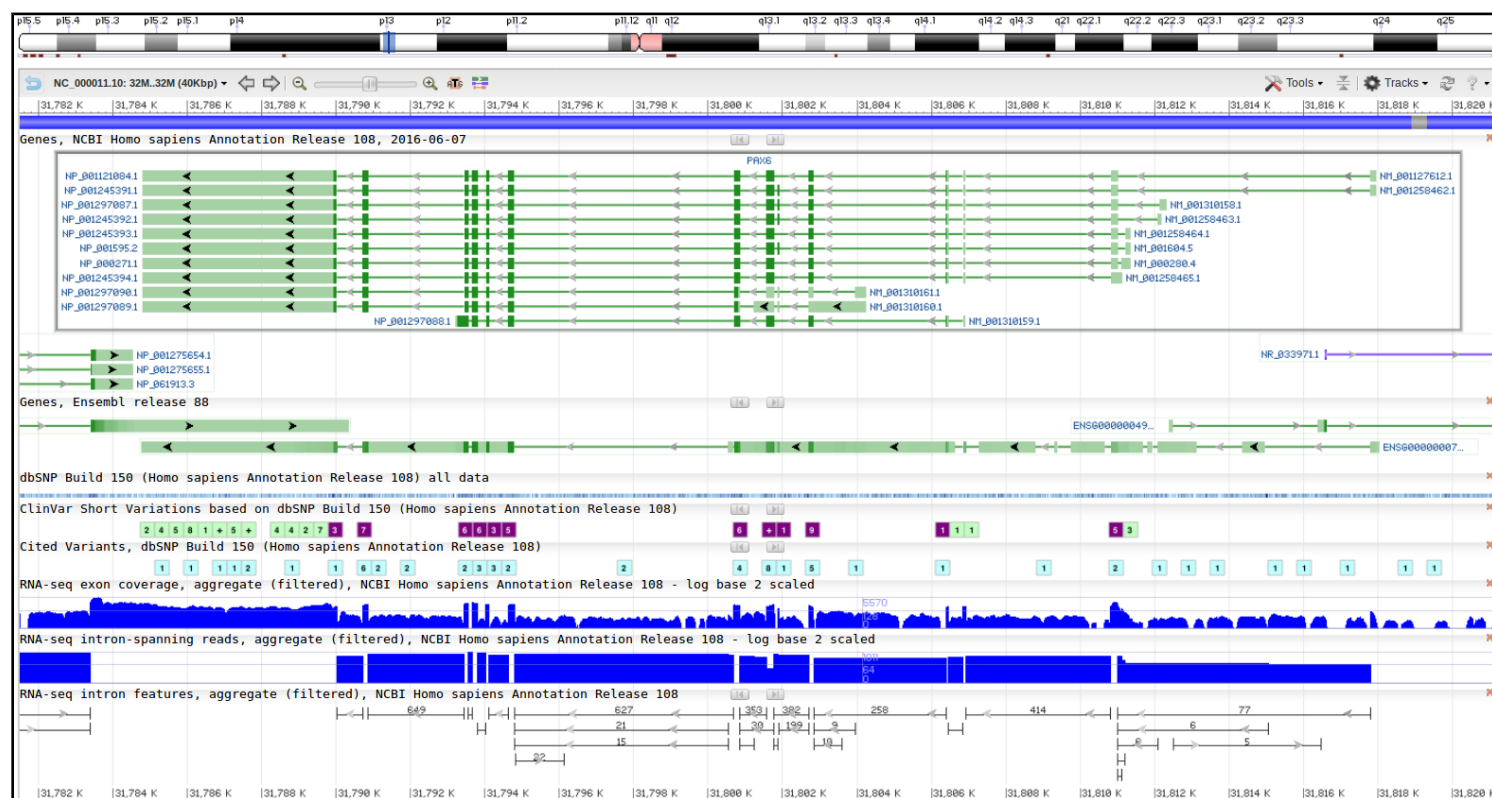 p15.5 p15.4 p15.3 p15.2 p15.1 p14 p13 p12 p11.2 p11.12 q11 q12 q13.1 q13.2 q13.3 q13.4 q14.1 q14.2 q14.3 q21 q22.1 q22.2 q22.3 q23.1 q23.2 q23.3 q24 q25
NC_000011.10: 32M..32M (40Kbp) Tools Tracks ?
31,782 K 31,784 K 31,786 K 31,788 K 31,790 K 31,792 K 31,794 K 31,796 K 31,798 K 31,800 K 31,802 K 31,804 K 31,806 K 31,808 K 31,810 K 31,812 K 31,814 K 31,816 K 31,818 K 31,820 K
Genes, NCBI Homo sapiens Annotation Release 108, 2016-06-07
PAX6
NP_001121084.1 NM_001127612.1
NP_001245391.1 NM_001258462.1
NP_001297087.1 NM_001310158.1
NP_001245392.1 NM_001258463.1
NP_001245393.1 NM_001258464.1
NP_001595.2 NM_001604.5
NP_000271.1 NM_000280.4
NP_001245394.1 NM_001258465.1
NP_001297090.1 NM_001310161.1
NP_001297089.1 NM_001310160.1
NP_001297088.1 NM_001310159.1
NP_001275654.1 NR_033971.1
NP_001275655.1
NP_061913.3
Genes, Ensembl release 88
ENSG00000049...
ENSG00000007...
dbSNP Build 150 (Homo sapiens Annotation Release 108) all data
ClinVar Short Variations based on dbSNP Build 150 (Homo sapiens Annotation Release 108)
2 4 5 8 1 + 5 + 4 4 2 7 3 7 6 6 3 5 6 + 1 9 1 1 1 5 3
Cited Variants, dbSNP Build 150 (Homo sapiens Annotation Release 108)
1 1 1 1 2 1 1 6 2 2 2 3 3 2 2 4 8 1 5 1 1 1 2 1 1 1 1 1 1 1 1
RNA-seq exon coverage, aggregate (filtered), NCBI Homo sapiens Annotation Release 108 - log base 2 scaled
5570
128
0
RNA-seq intron-spanning reads, aggregate (filtered), NCBI Homo sapiens Annotation Release 108 - log base 2 scaled
1011
64
0
RNA-seq intron features, aggregate (filtered), NCBI Homo sapiens Annotation Release 108
649 627 353 382 258 414 77
21 30 199 9 6
15 10 6 5
22
31,782 K 31,784 K 31,786 K 31,788 K 31,790 K 31,792 K 31,794 K 31,796 K 31,798 K 31,800 K 31,802 K 31,804 K 31,806 K 31,808 K 31,810 K 31,812 K 31,814 K 31,816 K 31,818 K 31,820 K